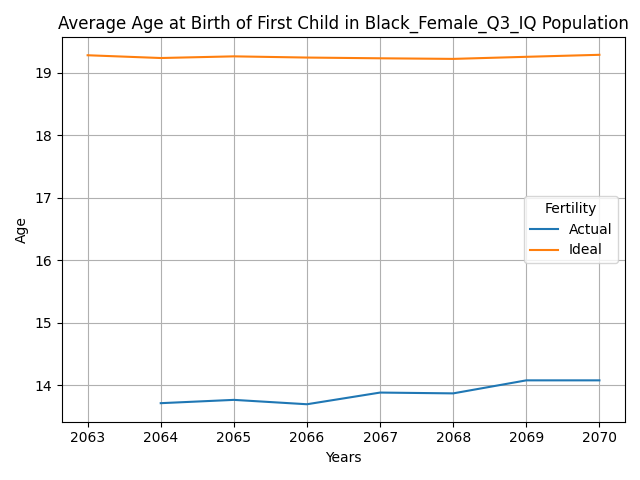 Average Age at Birth of First Child in Black_Female_Q3_IQ Population
Age
19
18
17
16
15
14
Fertility
Actual
Ideal
2063 2064 2065 2066 2067 2068 2069 2070
Years